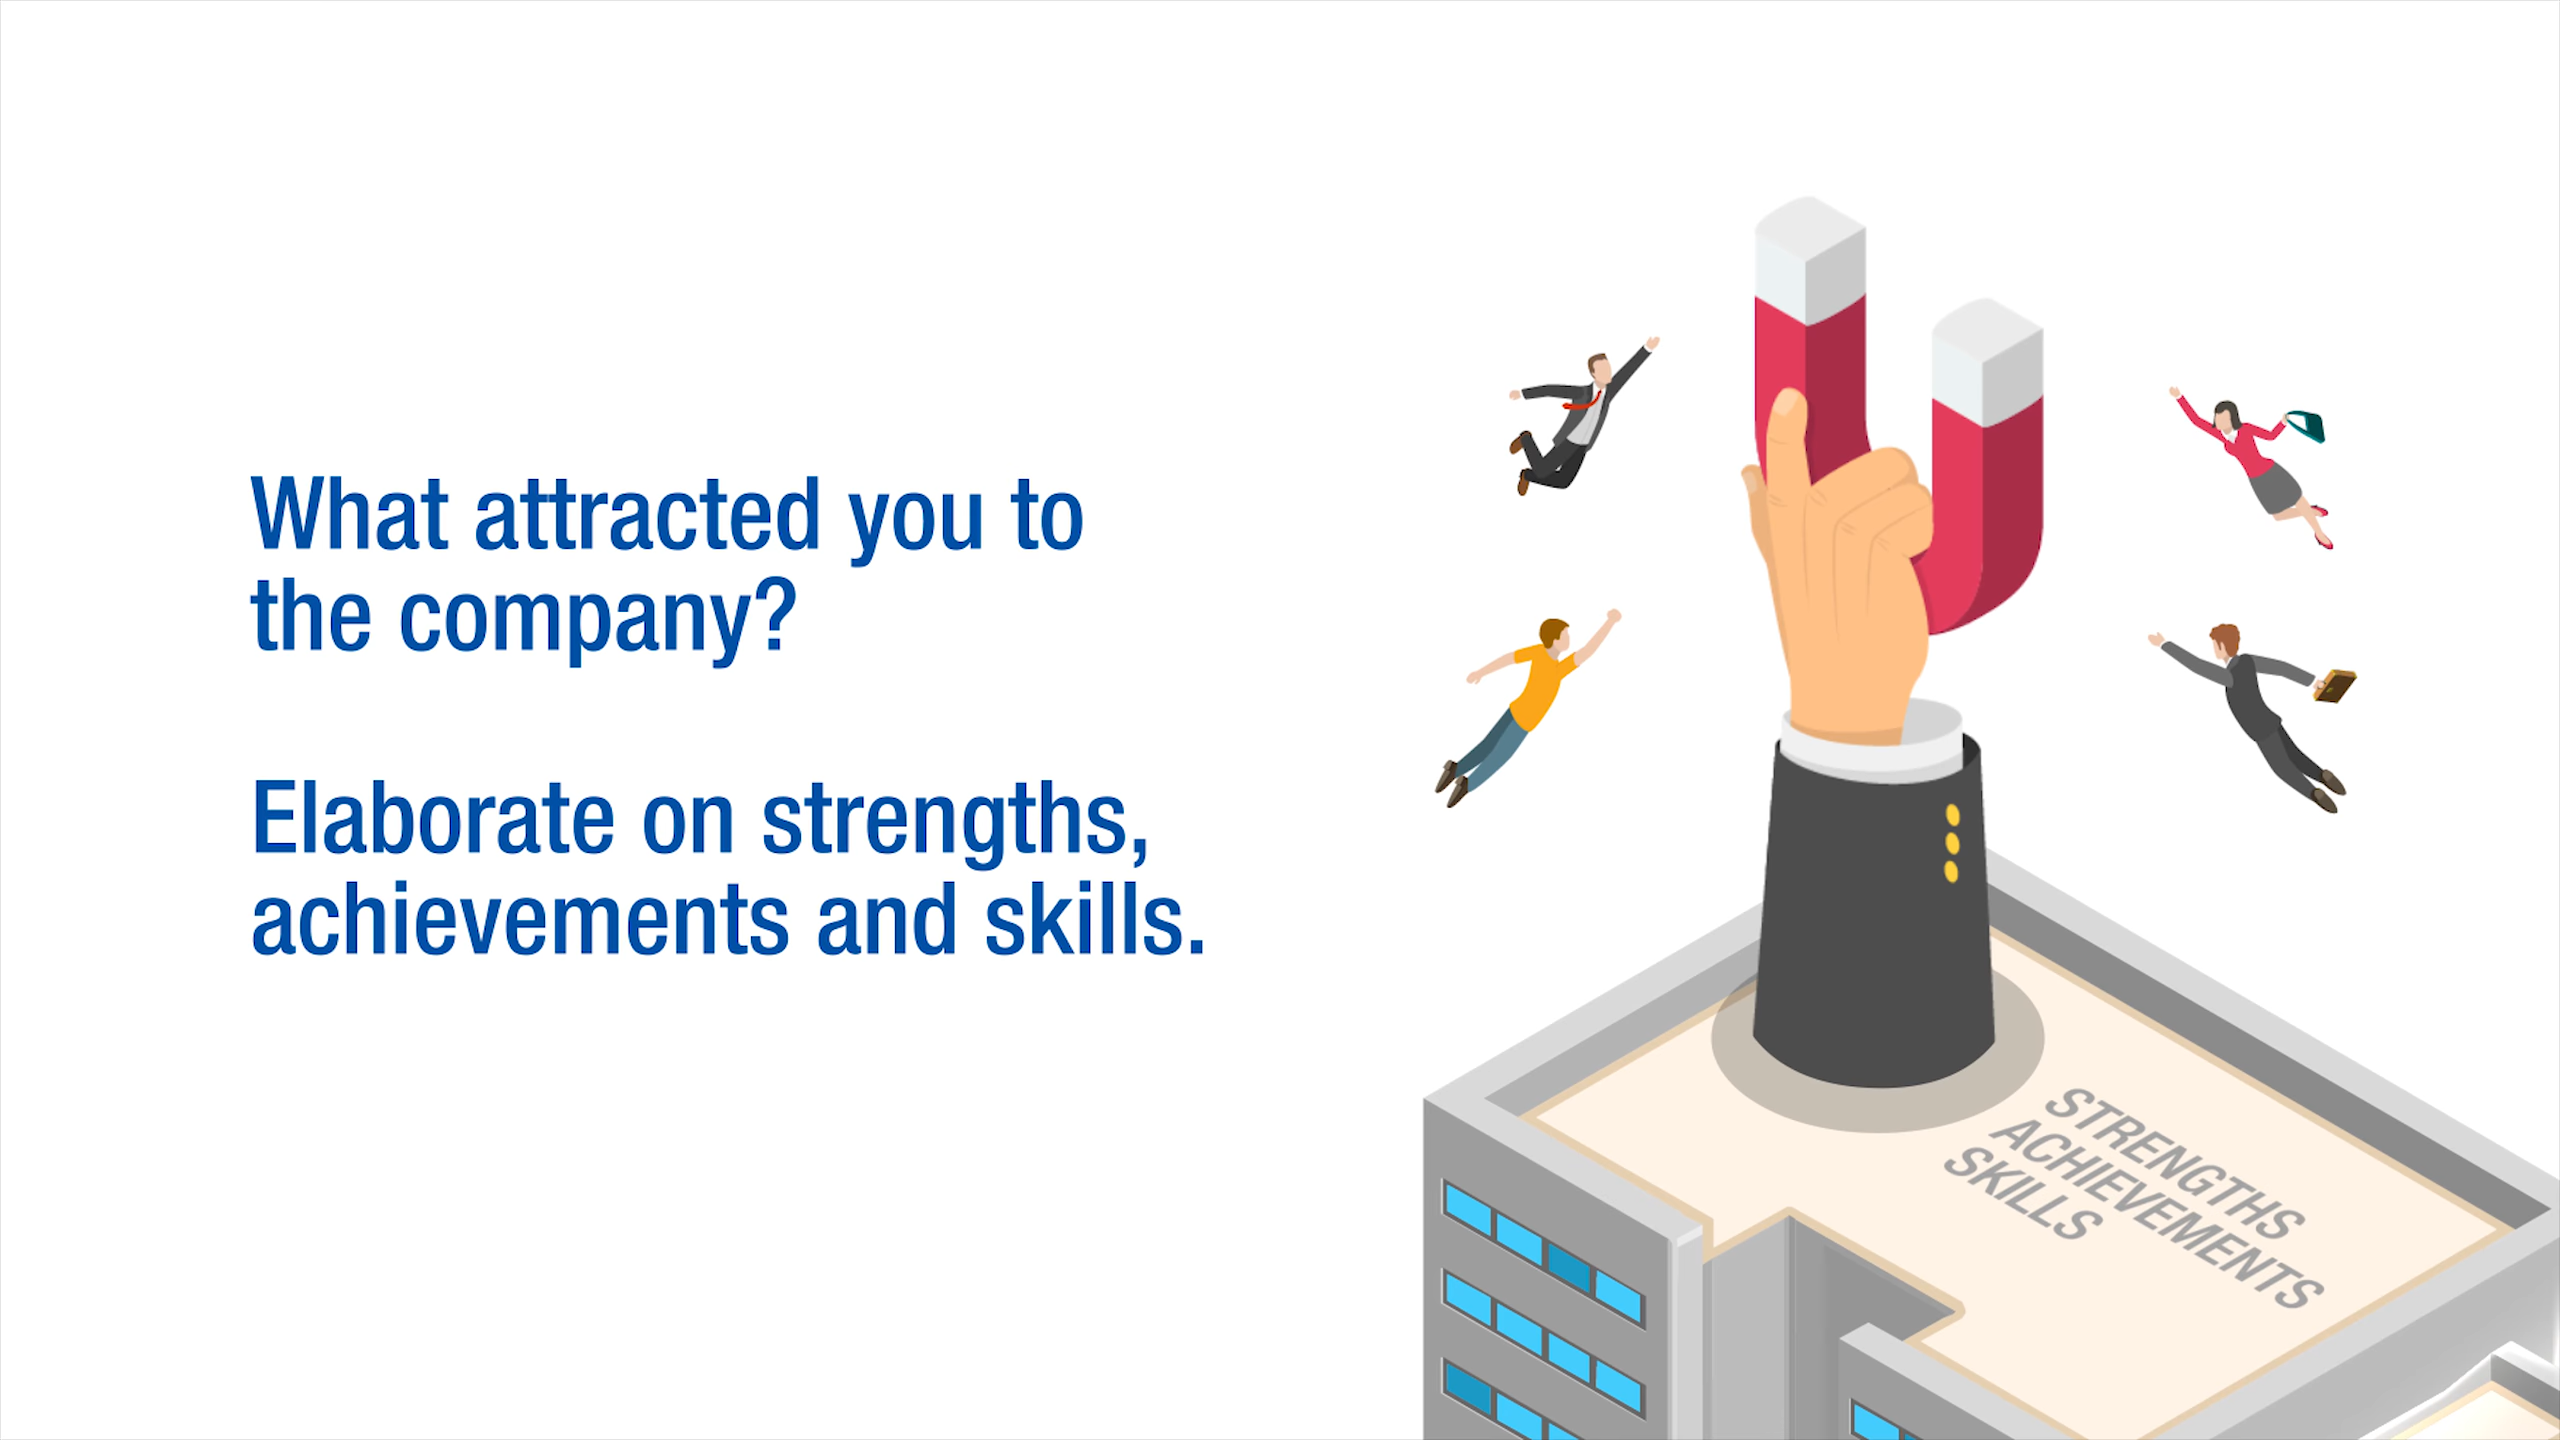 What attracted you to
the company?
Elaborate on strengths,
achievements and skills.
STRENGTHS
ACHIEVEMENTS
SKILLS